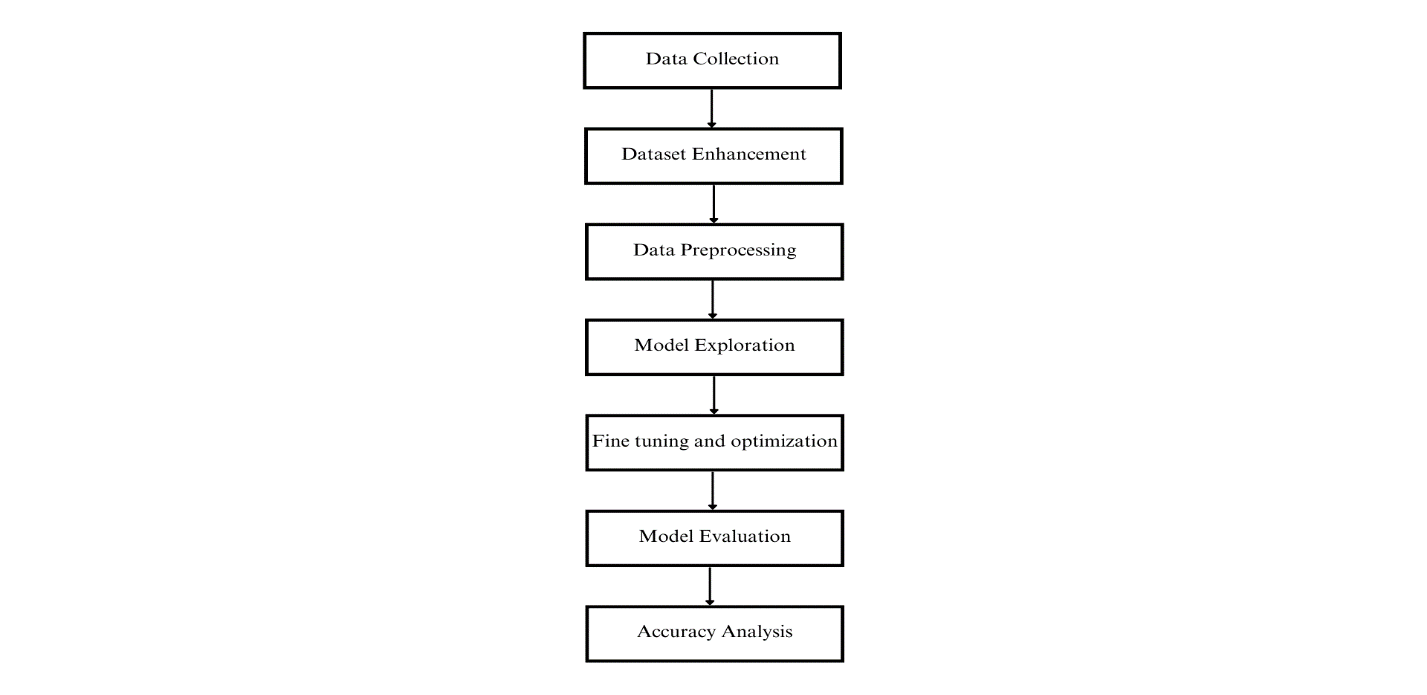 Data Collection
Dataset Enhancement
Data Preprocessing
Model Exploration
Fine tuning and optimization
Model Evaluation
Accuracy Analysis